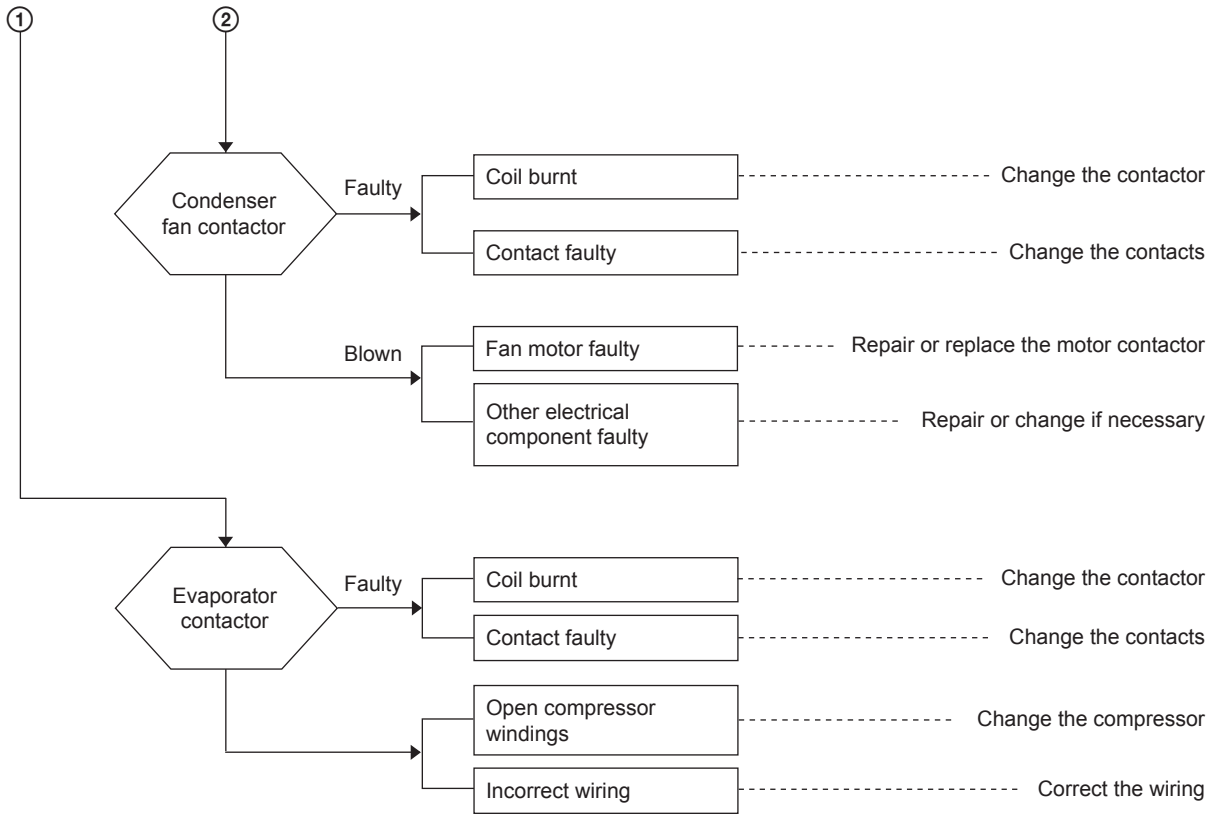 1
2
Condenser
fan contactor
Faulty
Coil burnt
Change the contactor
Contact faulty
Change the contacts
Blown
Fan motor faulty
Repair or replace the motor contactor
Other electrical
component faulty
Repair or change if necessary
Evaporator
contactor
Faulty
Coil burnt
Change the contactor
Contact faulty
Change the contacts
Open compressor
windings
Change the compressor
Incorrect wiring
Correct the wiring